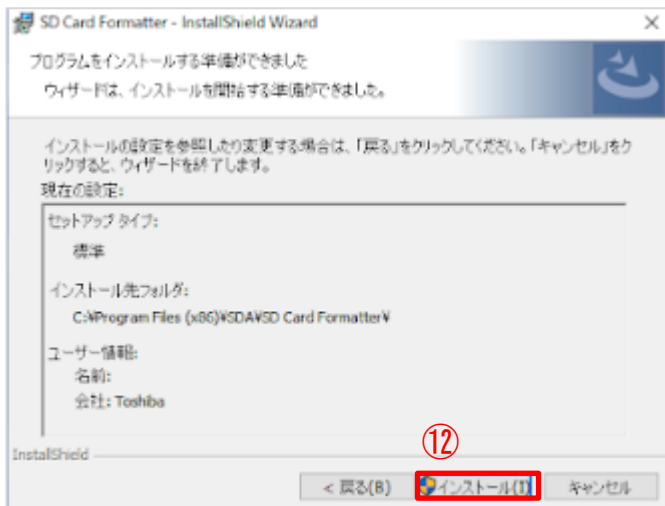 SD Card Formatter - InstallShield Wizard
プログラムをインストールする準備ができました
ウィザードは、インストールを開始する準備ができました。
インストールの設定を参照したり変更する場合は、「戻る」をクリックしてください。「キャンセル」をク
リックすると、ウィザードを終了します。
現在の設定:
セットアップ タイプ:
標準
インストール先フォルダ:
C:¥Program Files (x86)¥SDA¥SD Card Formatter¥
ユーザー情報:
名前:
会社: Toshiba
⑫
InstallShield
< 戻る(B) インストール(I) キャンセル